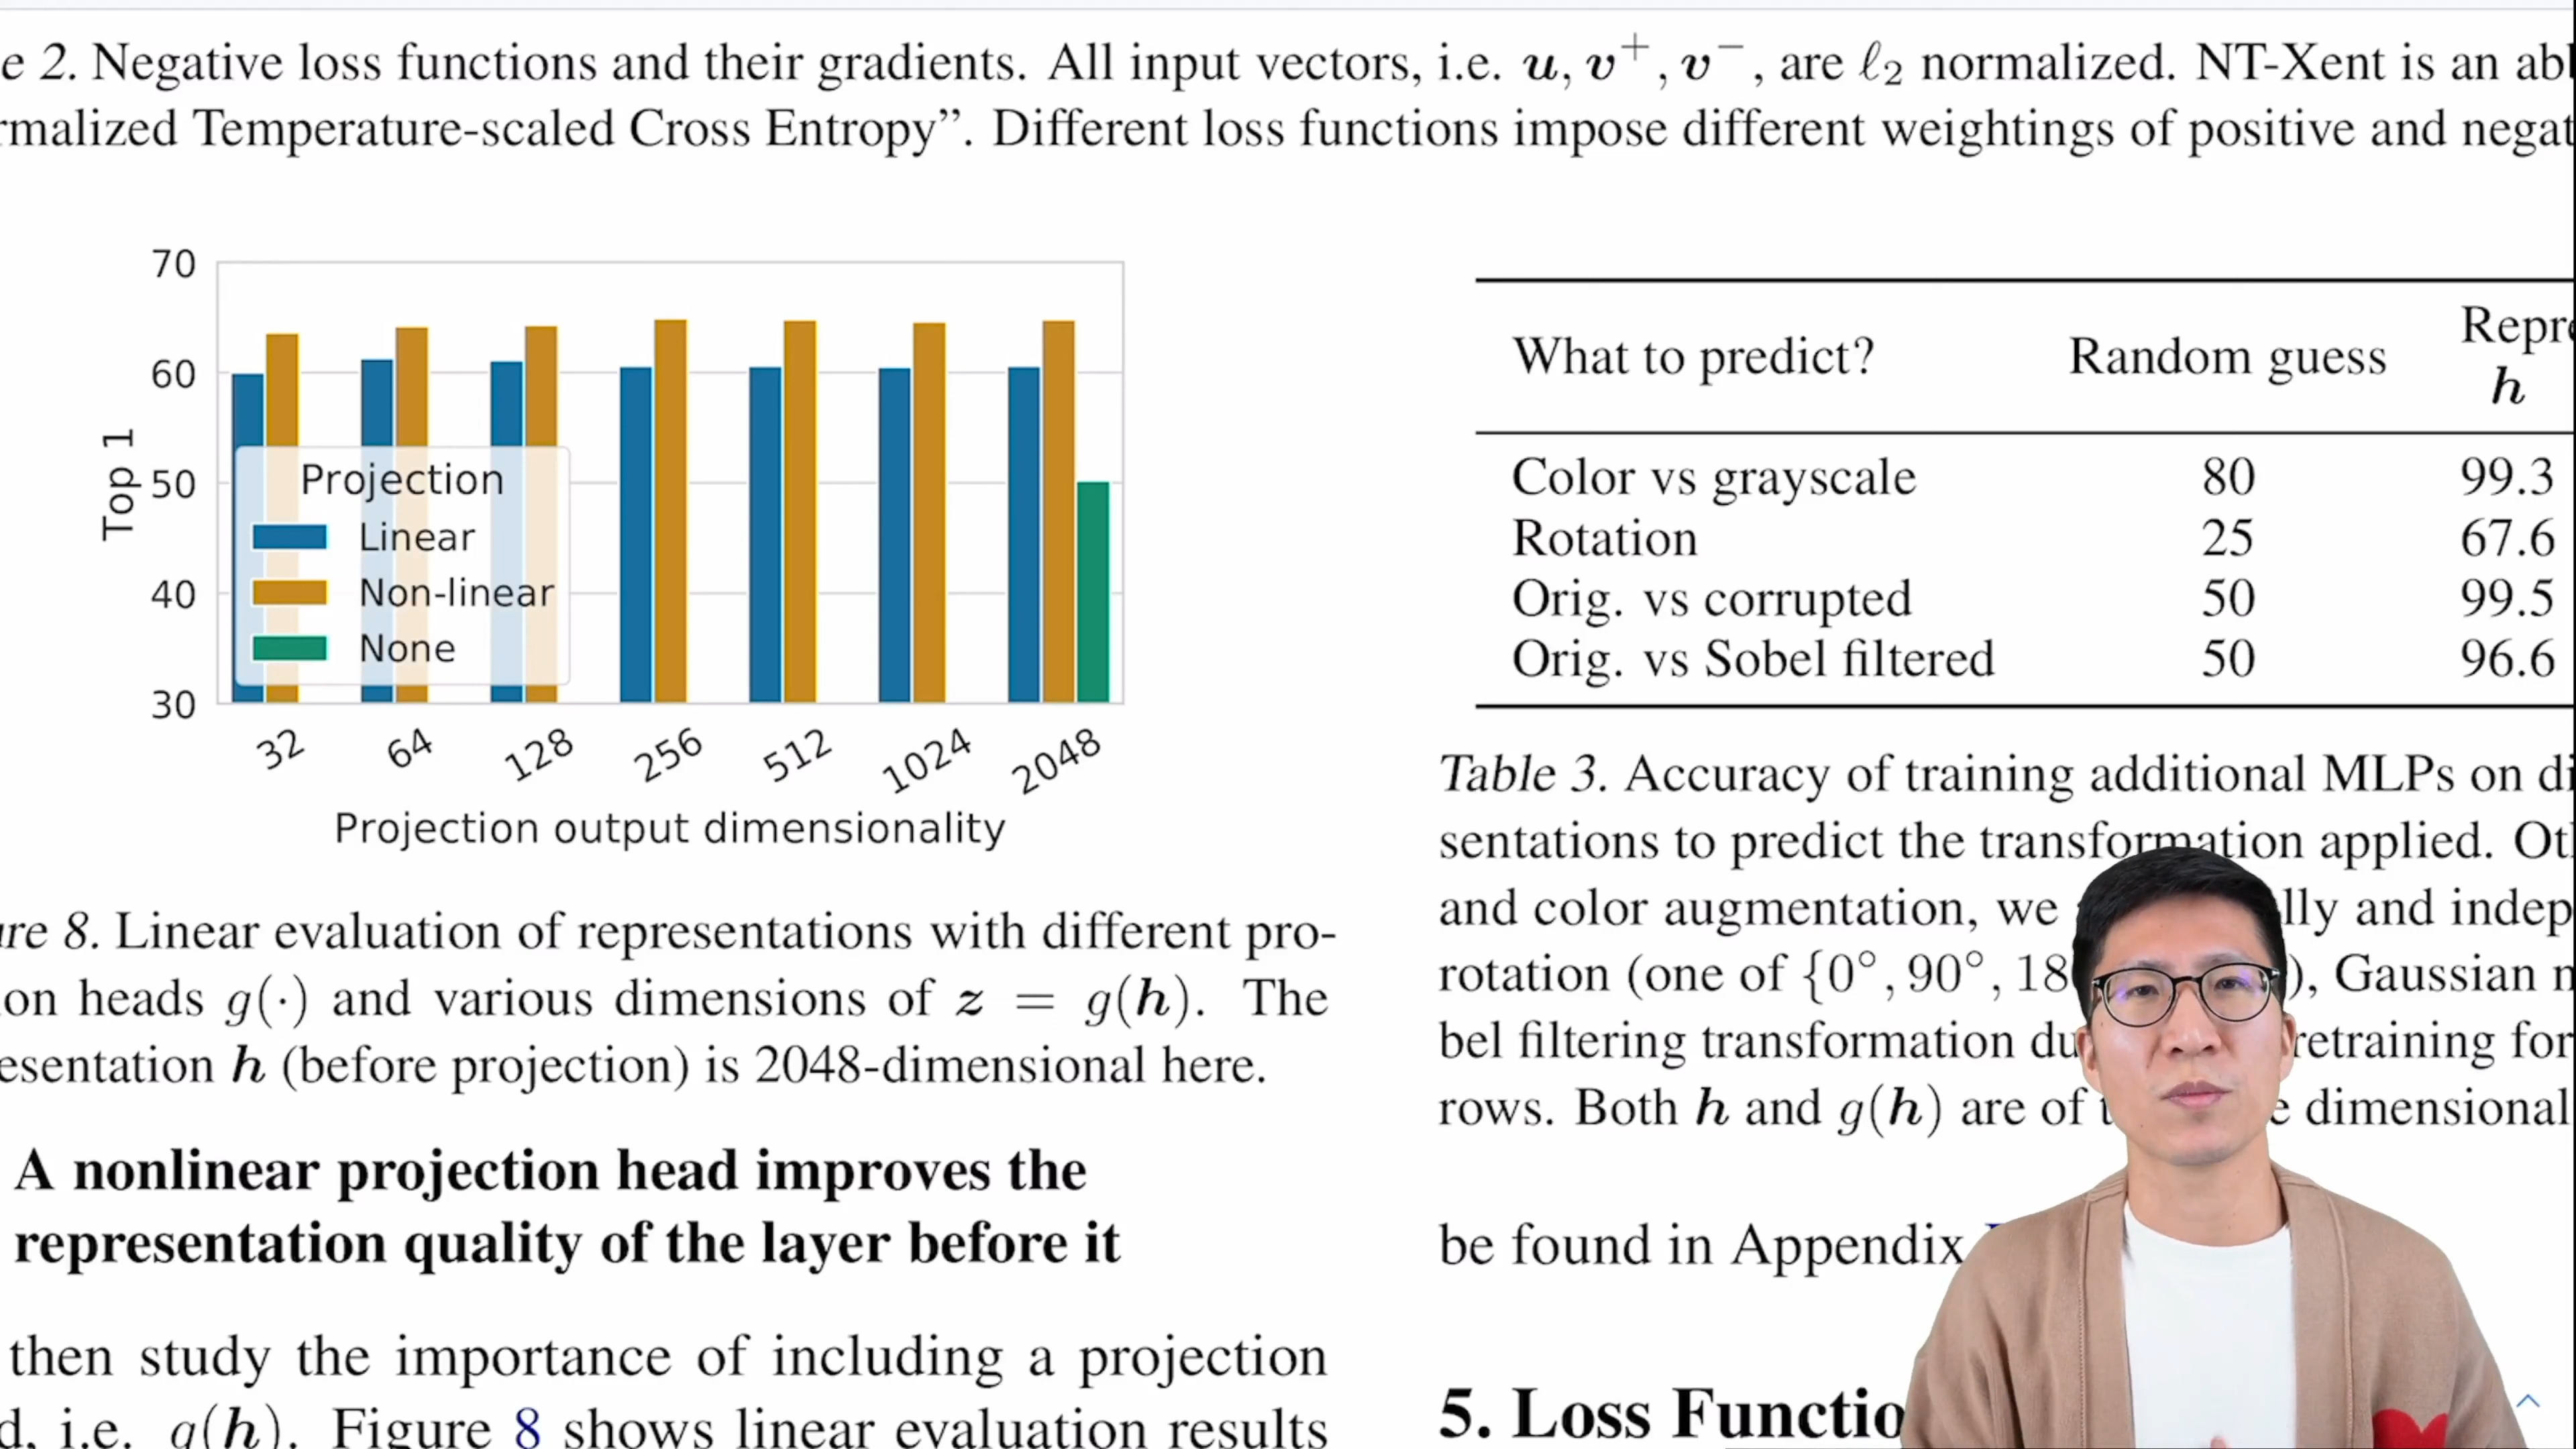 e 2. Negative loss functions and their gradients. All input vectors, i.e. u, v⁺, v⁻, are ℓ₂ normalized. NT-Xent is an
rmalized Temperature-scaled Cross Entropy”. Different loss functions impose different weightings of positive and negat
70
60
50
40
30
Top 1
Projection
Linear
Non-linear
None
32 64 128 256 512 1024 2048
Projection output dimensionality
ure 8. Linear evaluation of representations with different pro-
on heads g(·) and various dimensions of z = g(h). The
esentation h (before projection) is 2048-dimensional here.
A nonlinear projection head improves the
representation quality of the layer before it
then study the importance of including a projection
d, i.e. g(h). Figure 8 shows linear evaluation results
What to predict? Random guess Repre
h
Color vs grayscale 80 99.3
Rotation 25 67.6
Orig. vs corrupted 50 99.5
Orig. vs Sobel filtered 50 96.6
Table 3. Accuracy of training additional MLPs on di
sentations to predict the transformation applied. Ot
and color augmentation, we lly and indep
rotation (one of {0°, 90°, 18 ), Gaussian n
bel filtering transformation du retraining for
rows. Both h and g(h) are of t e dimensional
be found in Appendix
5. Loss Functio